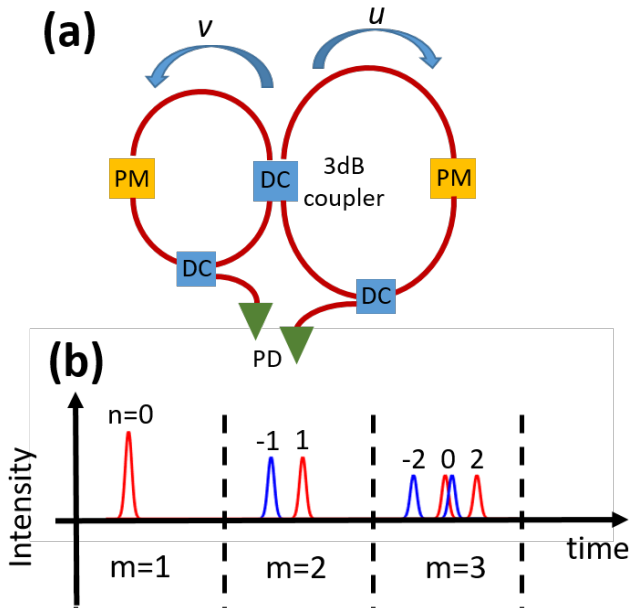 (a)
v
u
PM
DC
3dB
coupler
PM
DC
DC
PD
(b)
n=0
-1 1
-2 0 2
Intensity
time
m=1
m=2
m=3